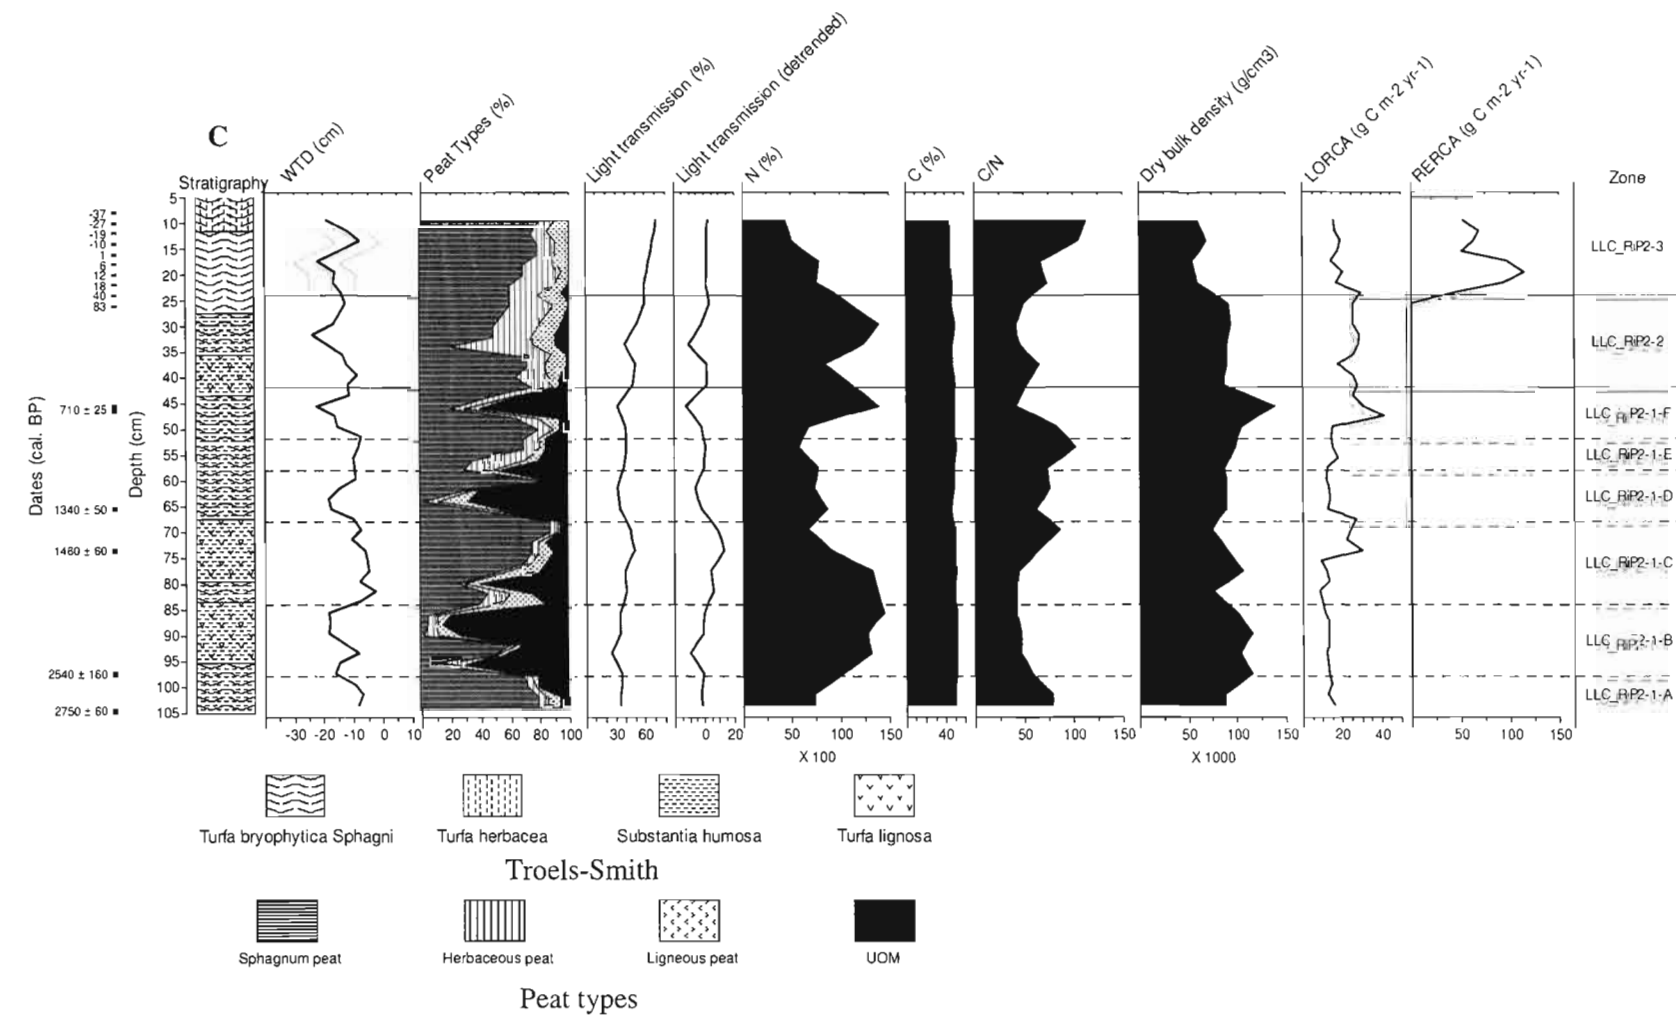 C
Stratigraphy
WTD (cm)
Peat Types (%)
Light transmission (%)
Light transmission (detrended)
N (%)
C (%)
C/N
Dry bulk density (g/cm3)
LORCA (g C m-2 yr-1)
RERCA (g C m-2 yr-1)
Zone
Dates (cal. BP)
-37
-27
-19
-10
1
6
12
18
40
83
710 ± 25
1340 ± 50
1460 ± 60
2540 ± 160
2750 ± 60
Depth (cm)
5
10
15
20
25
30
35
40
45
50
55
60
65
70
75
80
85
90
95
100
105
LLC_RiP2-3
LLC_RiP2-2
LLC_RiP2-1-F
LLC_RiP2-1-E
LLC_RiP2-1-D
LLC_RiP2-1-C
LLC_RiP2-1-B
LLC_RiP2-1-A
-30 -20 -10 0 10
20 40 60 80 100
30 60
0 20
50 100 150
X 100
40
50 100 150
50 100 150
X 1000
20 40
50 100 150
Turfa bryophytica Sphagni
Turfa herbacea
Substantia humosa
Turfa lignosa
Troels-Smith
Sphagnum peat
Herbaceous peat
Ligneous peat
UOM
Peat types